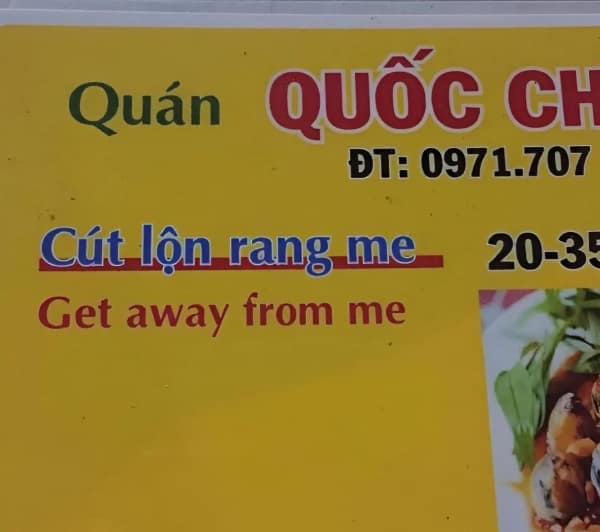 Quán QUỐC CH
ĐT: 0971.707
Cút lộn rang me 20-35
Get away from me